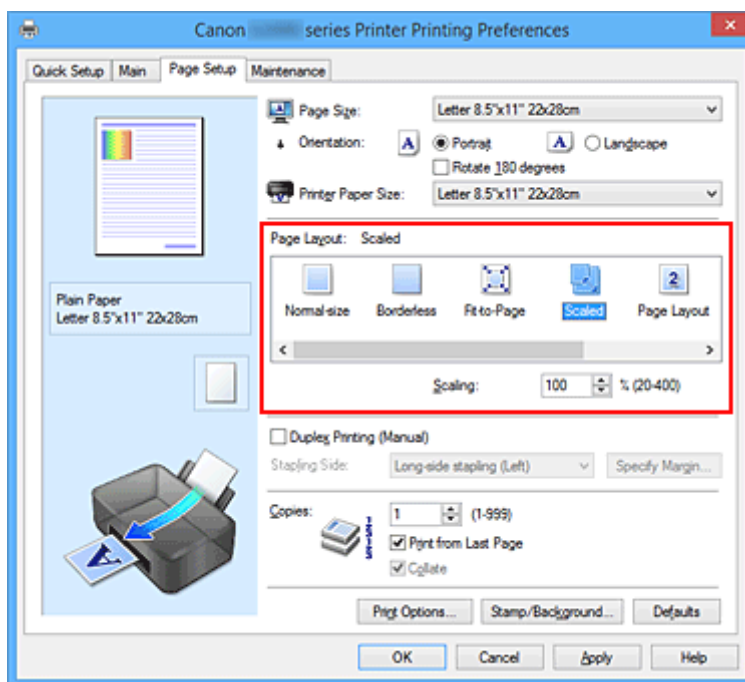 Canon series Printer Printing Preferences
Quick Setup Main Page Setup Maintenance
Page Size: Letter 8.5"x11" 22x28cm
Orientation: A Portrait A Landscape
Rotate 180 degrees
Printer Paper Size: Letter 8.5"x11" 22x28cm
Page Layout: Scaled
Normal-size Borderless Fit-to-Page Scaled Page Layout
Scaling: 100 % (20-400)
Plain Paper
Letter 8.5"x11" 22x28cm
Duplex Printing (Manual)
Stapling Side: Long-side stapling (Left) Specify Margin...
Copies: 1 (1-999)
Print from Last Page
Collate
Print Options... Stamp/Background... Defaults
OK Cancel Apply Help